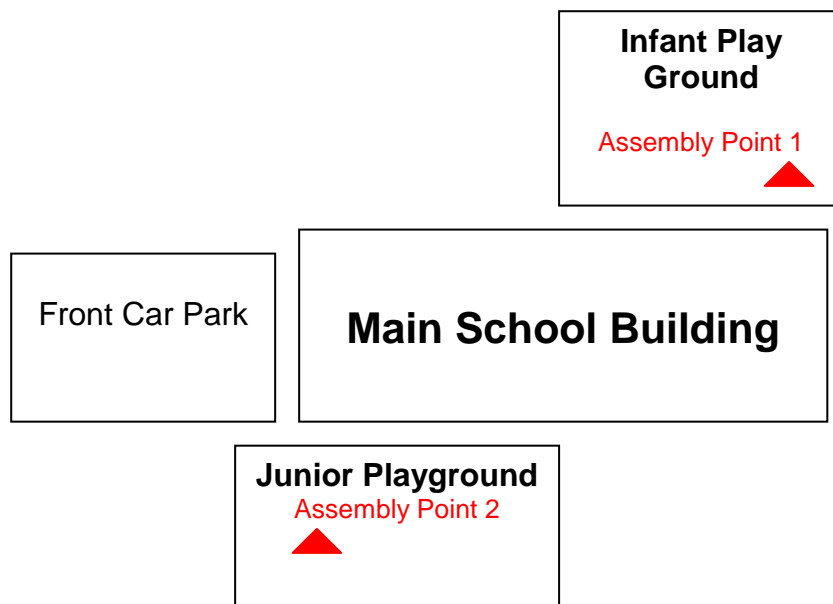 Infant Play
Ground
Assembly Point 1
Front Car Park
Main School Building
Junior Playground
Assembly Point 2